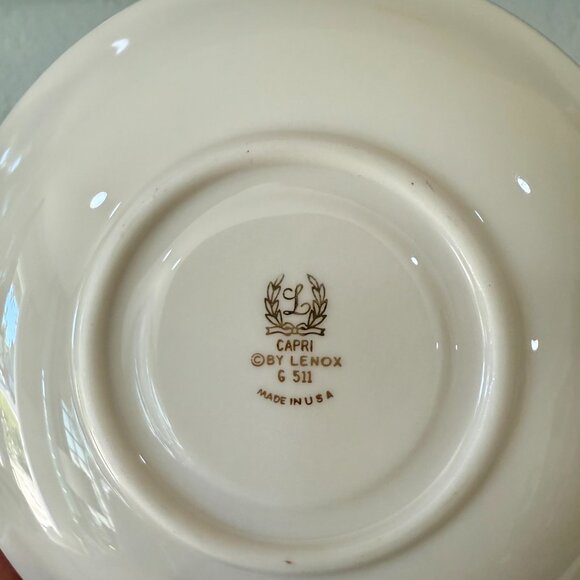 L
CAPRI
©BY LENOX
G 511
MADE IN USA